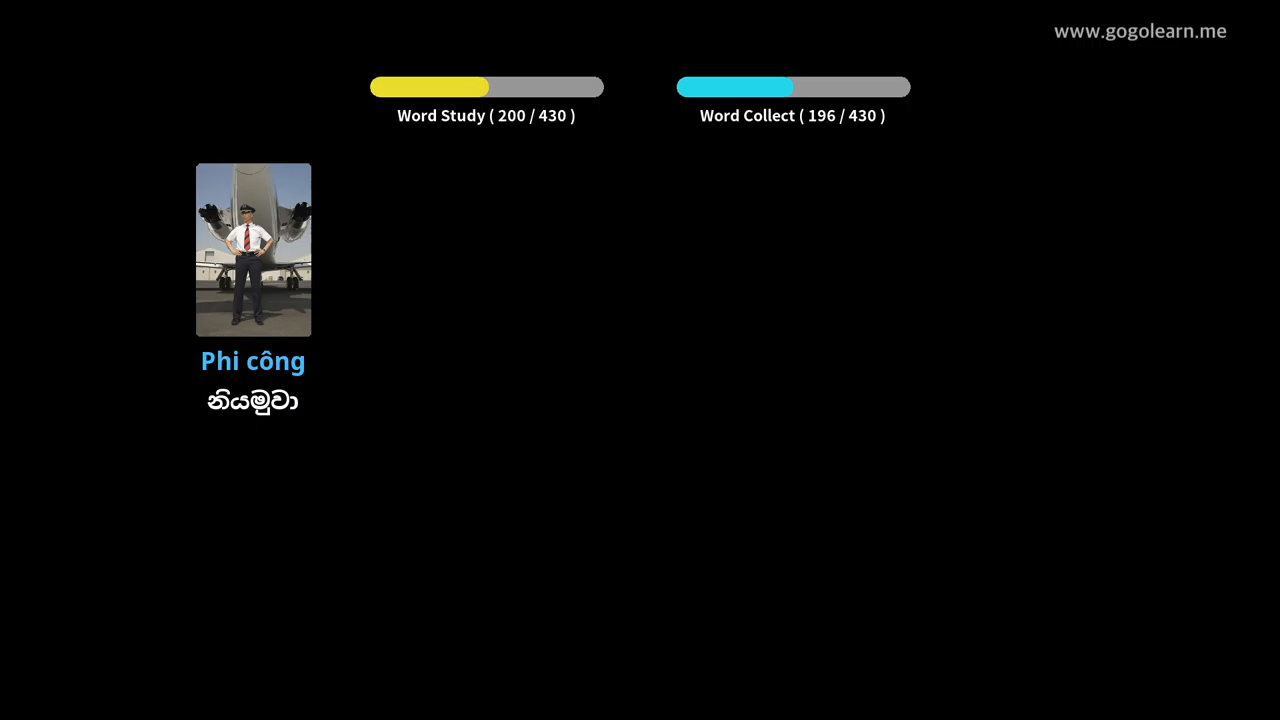 www.gogolearn.me
Word Study ( 200 / 430 )
Word Collect ( 196 / 430 )
Phi công
නියමුවා